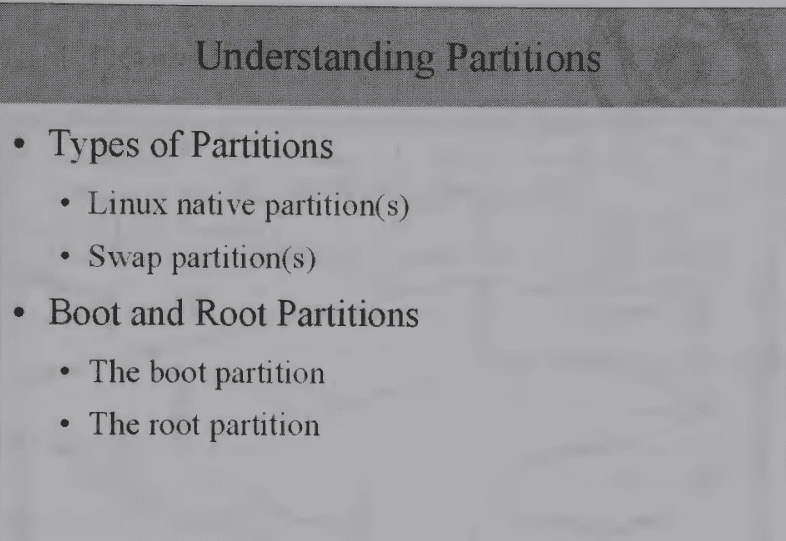 Understanding Partitions
• Types of Partitions
• Linux native partition(s)
• Swap partition(s)
• Boot and Root Partitions
• The boot partition
• The root partition